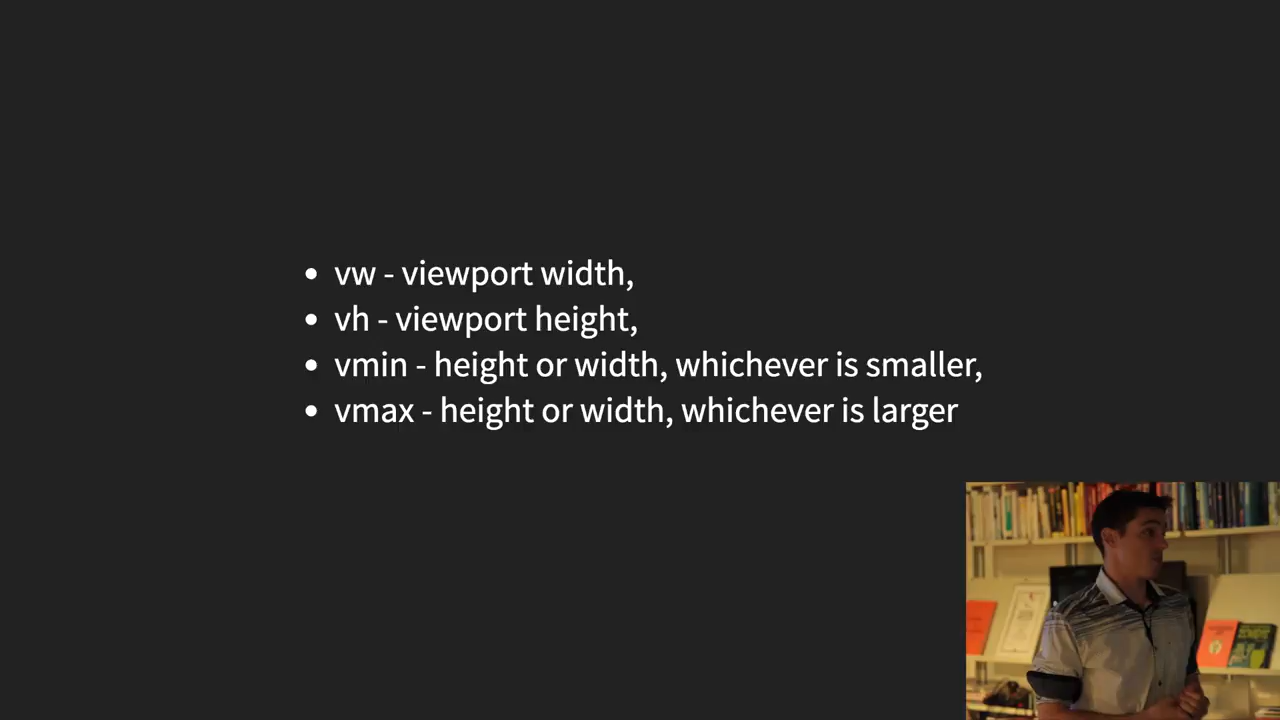 • vw - viewport width,
• vh - viewport height,
• vmin - height or width, whichever is smaller,
• vmax - height or width, whichever is larger